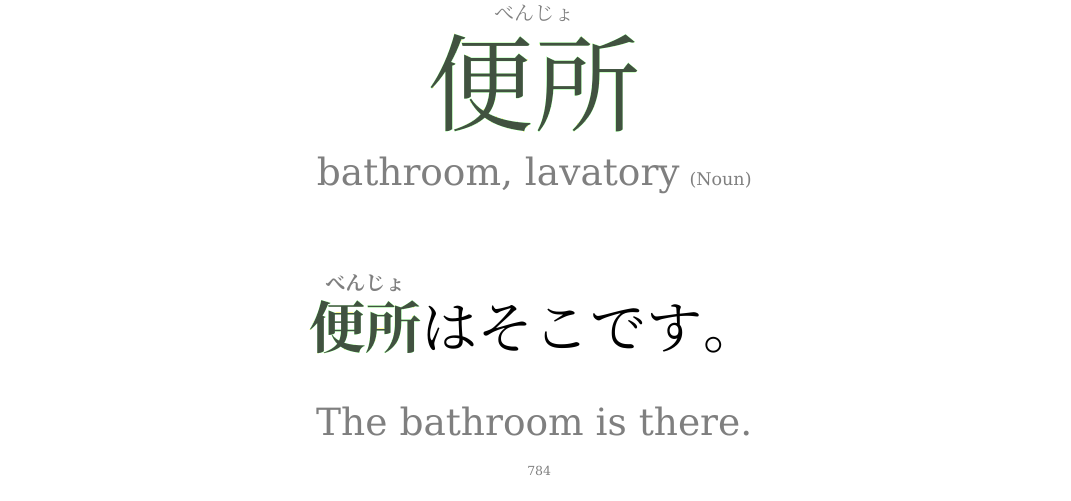 べんじょ
便所
bathroom, lavatory (Noun)
べんじょ
便所はそこです。
The bathroom is there.
784